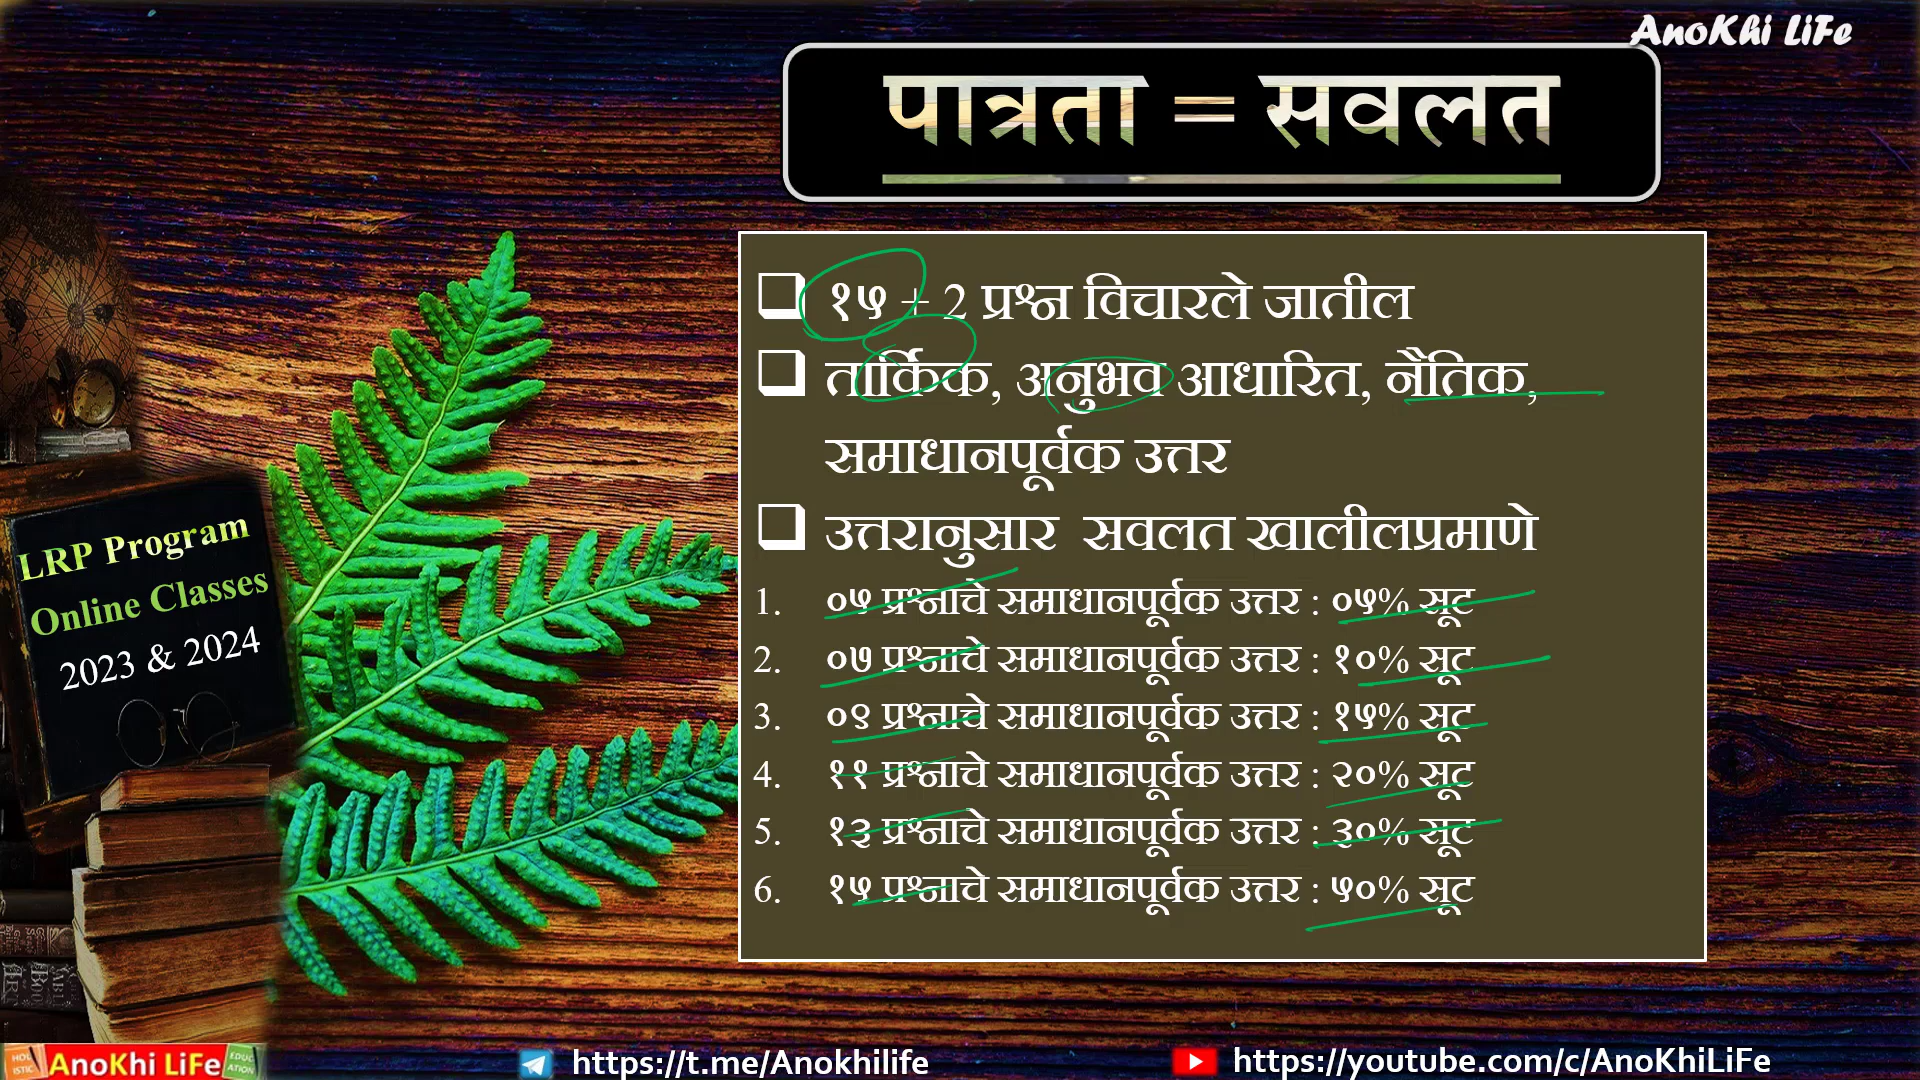 AnoKhi LiFe
पात्रता = सवलत
१५ + 2 प्रश्न विचारले जातील
तार्किक, अनुभव आधारित, नैतिक,
समाधानपूर्वक उत्तर
उत्तरानुसार सवलत खालीलप्रमाणे
1. ०५ प्रश्नाचे समाधानपूर्वक उत्तर : ०५% सूट
2. ०७ प्रश्नाचे समाधानपूर्वक उत्तर : १०% सूट
3. ०९ प्रश्नाचे समाधानपूर्वक उत्तर : १५% सूट
4. ११ प्रश्नाचे समाधानपूर्वक उत्तर : २०% सूट
5. १३ प्रश्नाचे समाधानपूर्वक उत्तर : ३०% सूट
6. १५ प्रश्नाचे समाधानपूर्वक उत्तर : ५०% सूट
LRP Program
Online Classes
2023 & 2024
HOLISTIC AnoKhi LiFe EDUCATION
https://t.me/Anokhilife
https://youtube.com/c/AnoKhiLiFe